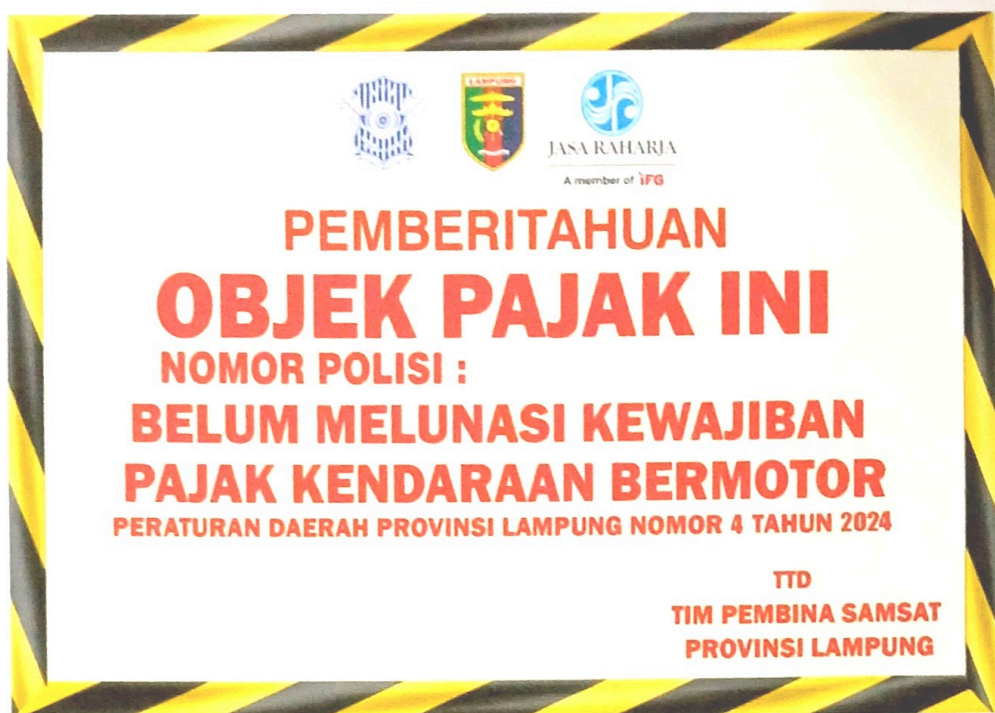 LAMPUNG
JASA RAHARJA
A member of IFG
PEMBERITAHUAN
OBJEK PAJAK INI
NOMOR POLISI :
BELUM MELUNASI KEWAJIBAN
PAJAK KENDARAAN BERMOTOR
PERATURAN DAERAH PROVINSI LAMPUNG NOMOR 4 TAHUN 2024
TTD
TIM PEMBINA SAMSAT
PROVINSI LAMPUNG